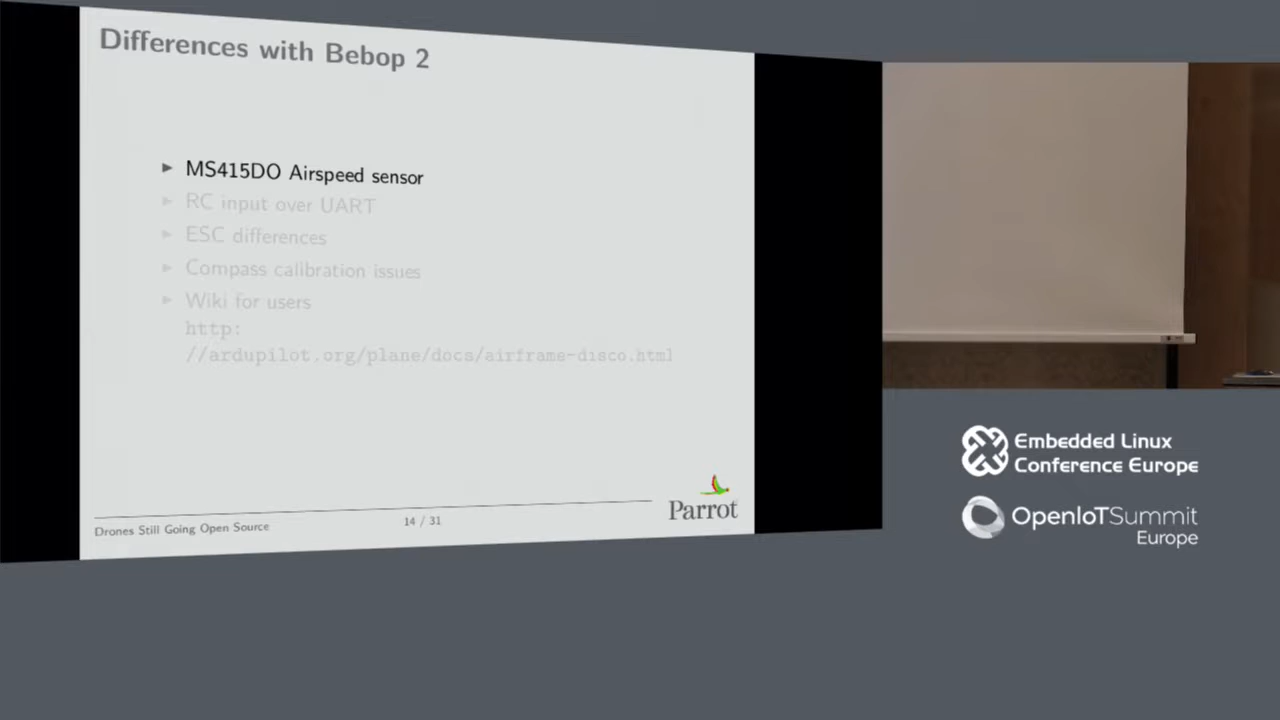 Differences with Bebop 2
MS415DO Airspeed sensor
RC input over UART
ESC differences
Compass calibration issues
Wiki for users
http:
//ardupilot.org/plane/docs/airframe-disco.html
Parrot
Drones Still Going Open Source
14 / 31
Embedded Linux
Conference Europe
OpenIoTSummit
Europe